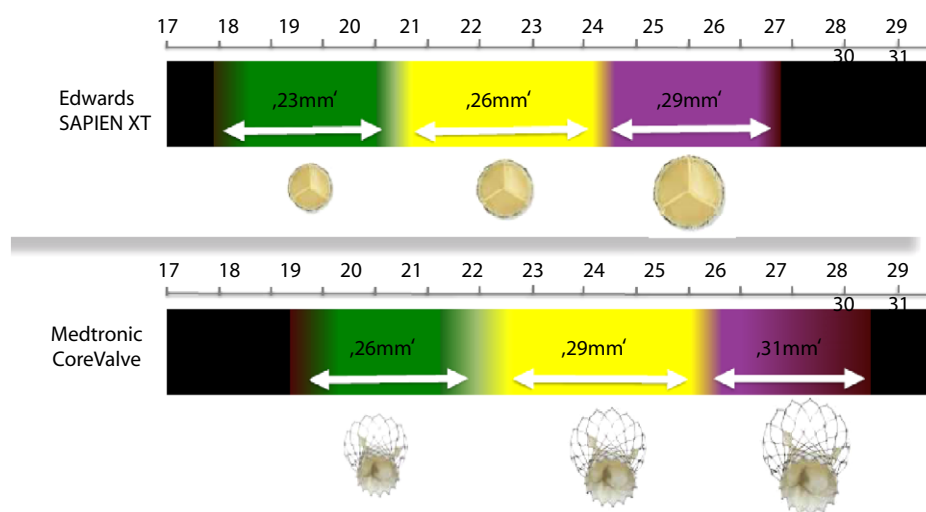 17 18 19 20 21 22 23 24 25 26 27 28 29
30 31
Edwards
SAPIEN XT
‚23mm‘ ‚26mm‘ ‚29mm‘
17 18 19 20 21 22 23 24 25 26 27 28 29
30 31
Medtronic
CoreValve
‚26mm‘ ‚29mm‘ ‚31mm‘